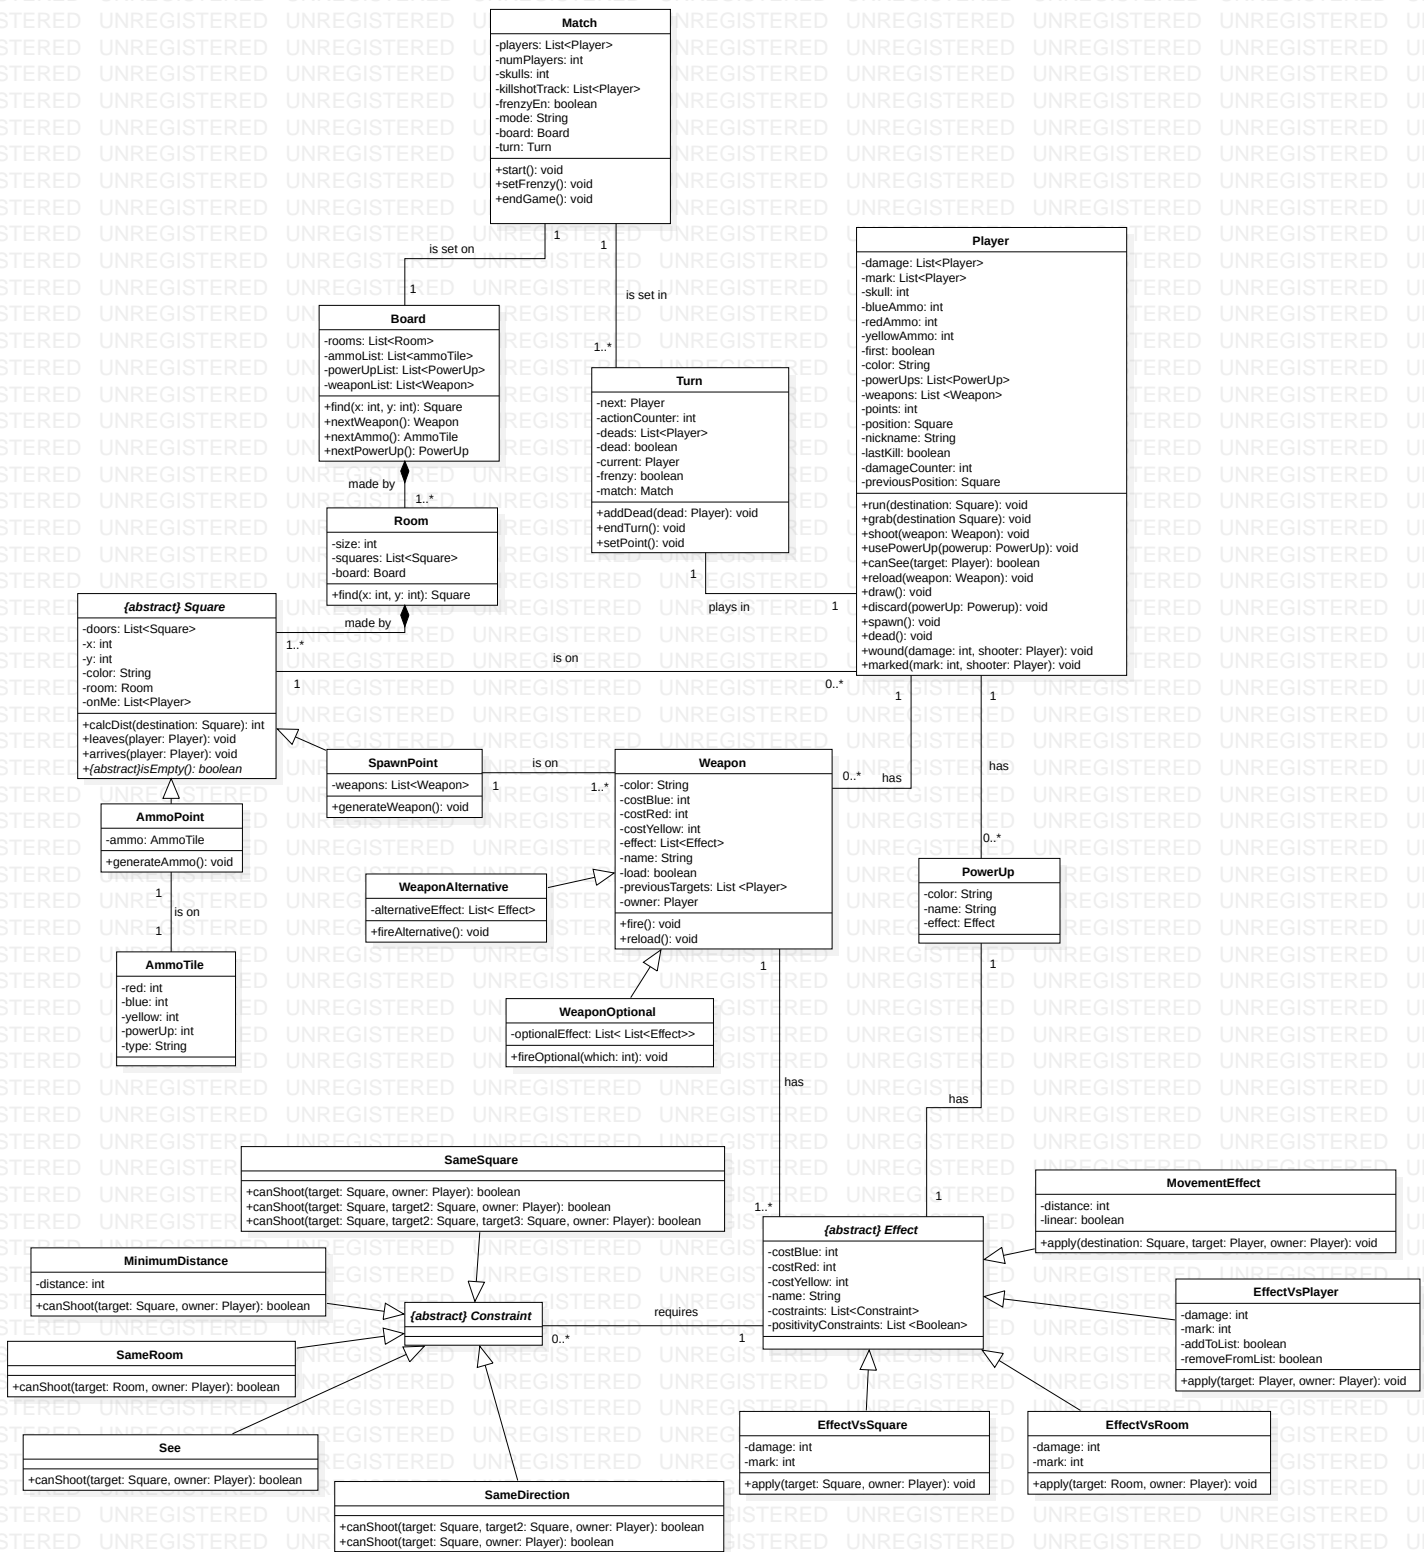 Match
-players: List<Player>
-numPlayers: int
-skulls: int
-killshotTrack: List<Player>
-frenzyEn: boolean
-mode: String
-board: Board
-turn: Turn
+start(): void
+setFrenzy(): void
+endGame(): void
1
is set on
1
1
is set in
1..*
Board
-rooms: List<Room>
-ammoList: List<ammoTile>
-powerUpList: List<PowerUp>
-weaponList: List<Weapon>
+find(x: int, y: int): Square
+nextWeapon(): Weapon
+nextAmmo(): AmmoTile
+nextPowerUp(): PowerUp
made by
1..*
Turn
-next: Player
-actionCounter: int
-deads: List<Player>
-dead: boolean
-current: Player
-frenzy: boolean
-match: Match
+addDead(dead: Player): void
+endTurn(): void
+setPoint(): void
1
plays in
1
Player
-damage: List<Player>
-mark: List<Player>
-skull: int
-blueAmmo: int
-redAmmo: int
-yellowAmmo: int
-first: boolean
-color: String
-powerUps: List<PowerUp>
-weapons: List <Weapon>
-points: int
-position: Square
-nickname: String
-lastKill: boolean
-damageCounter: int
-previousPosition: Square
+run(destination: Square): void
+grab(destination Square): void
+shoot(weapon: Weapon): void
+usePowerUp(powerup: PowerUp): void
+canSee(target: Player): boolean
+reload(weapon: Weapon): void
+draw(): void
+discard(powerUp: Powerup): void
+spawn(): void
+dead(): void
+wound(damage: int, shooter: Player): void
+marked(mark: int, shooter: Player): void
Room
-size: int
-squares: List<Square>
-board: Board
+find(x: int, y: int): Square
made by
1..*
{abstract} Square
-doors: List<Square>
-x: int
-y: int
-color: String
-room: Room
-onMe: List<Player>
+calcDist(destination: Square): int
+leaves(player: Player): void
+arrives(player: Player): void
+{abstract}isEmpty(): boolean
is on
1
0..*
1
0..*
has
1
has
0..*
SpawnPoint
-weapons: List<Weapon>
+generateWeapon(): void
is on
1
1..*
Weapon
-color: String
-costBlue: int
-costRed: int
-costYellow: int
-effect: List<Effect>
-name: String
-load: boolean
-previousTargets: List <Player>
-owner: Player
+fire(): void
+reload(): void
AmmoPoint
-ammo: AmmoTile
+generateAmmo(): void
1
is on
1
AmmoTile
-red: int
-blue: int
-yellow: int
-powerUp: int
-type: String
WeaponAlternative
-alternativeEffect: List< Effect>
+fireAlternative(): void
WeaponOptional
-optionalEffect: List< List<Effect>>
+fireOptional(which: int): void
PowerUp
-color: String
-name: String
-effect: Effect
1
has
1..*
1
has
1
SameSquare
+canShoot(target: Square, owner: Player): boolean
+canShoot(target: Square, target2: Square, owner: Player): boolean
+canShoot(target: Square, target2: Square, target3: Square, owner: Player): boolean
MinimumDistance
-distance: int
+canShoot(target: Square, owner: Player): boolean
{abstract} Constraint
requires
0..*
1
{abstract} Effect
-costBlue: int
-costRed: int
-costYellow: int
-name: String
-costraints: List<Constraint>
-positivityConstraints: List <Boolean>
MovementEffect
-distance: int
-linear: boolean
+apply(destination: Square, target: Player, owner: Player): void
EffectVsPlayer
-damage: int
-mark: int
-addToList: boolean
-removeFromList: boolean
+apply(target: Player, owner: Player): void
SameRoom
+canShoot(target: Room, owner: Player): boolean
See
+canShoot(target: Square, owner: Player): boolean
SameDirection
+canShoot(target: Square, target2: Square, owner: Player): boolean
+canShoot(target: Square, owner: Player): boolean
EffectVsSquare
-damage: int
-mark: int
+apply(target: Square, owner: Player): void
EffectVsRoom
-damage: int
-mark: int
+apply(target: Room, owner: Player): void